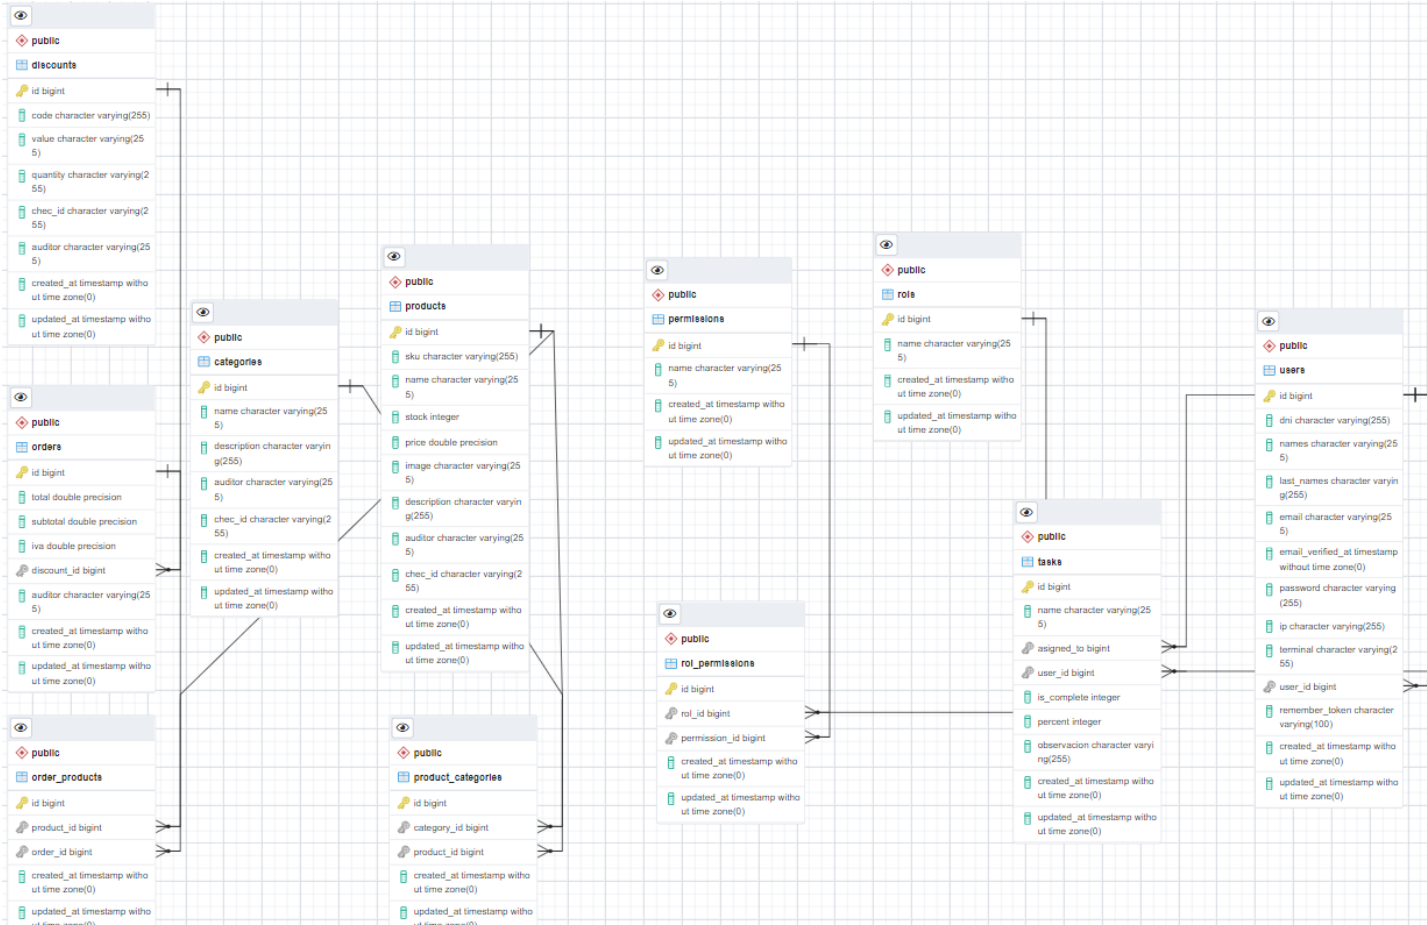 public
discounts
id bigint
code character varying(255)
value character varying(25
5)
quantity character varying(2
55)
chec_id character varying(2
55)
auditor character varying(25
5)
created_at timestamp witho
ut time zone(0)
updated_at timestamp witho
ut time zone(0)
public
orders
id bigint
total double precision
subtotal double precision
iva double precision
discount_id bigint
auditor character varying(25
5)
created_at timestamp witho
ut time zone(0)
updated_at timestamp witho
ut time zone(0)
public
order_products
id bigint
product_id bigint
order_id bigint
created_at timestamp witho
ut time zone(0)
updated_at timestamp witho
ut time zone(0)
public
categories
id bigint
name character varying(25
5)
description character varyin
g(255)
auditor character varying(25
5)
chec_id character varying(2
55)
created_at timestamp witho
ut time zone(0)
updated_at timestamp witho
ut time zone(0)
public
products
id bigint
sku character varying(255)
name character varying(25
5)
stock integer
price double precision
image character varying(25
5)
description character varyin
g(255)
auditor character varying(25
5)
chec_id character varying(2
55)
created_at timestamp witho
ut time zone(0)
updated_at timestamp witho
ut time zone(0)
public
product_categories
id bigint
category_id bigint
product_id bigint
created_at timestamp witho
ut time zone(0)
updated_at timestamp witho
ut time zone(0)
public
permissions
id bigint
name character varying(25
5)
created_at timestamp witho
ut time zone(0)
updated_at timestamp witho
ut time zone(0)
public
rol_permissions
id bigint
rol_id bigint
permission_id bigint
created_at timestamp witho
ut time zone(0)
updated_at timestamp witho
ut time zone(0)
public
rols
id bigint
name character varying(25
5)
created_at timestamp witho
ut time zone(0)
updated_at timestamp witho
ut time zone(0)
public
tasks
id bigint
name character varying(25
5)
asigned_to bigint
user_id bigint
is_complete integer
percent integer
observacion character varyi
ng(255)
created_at timestamp witho
ut time zone(0)
updated_at timestamp witho
ut time zone(0)
public
users
id bigint
dni character varying(255)
names character varying(25
5)
last_names character varyin
g(255)
email character varying(25
5)
email_verified_at timestamp
without time zone(0)
password character varying
(255)
ip character varying(255)
terminal character varying(2
55)
user_id bigint
remember_token character
varying(100)
created_at timestamp witho
ut time zone(0)
updated_at timestamp witho
ut time zone(0)